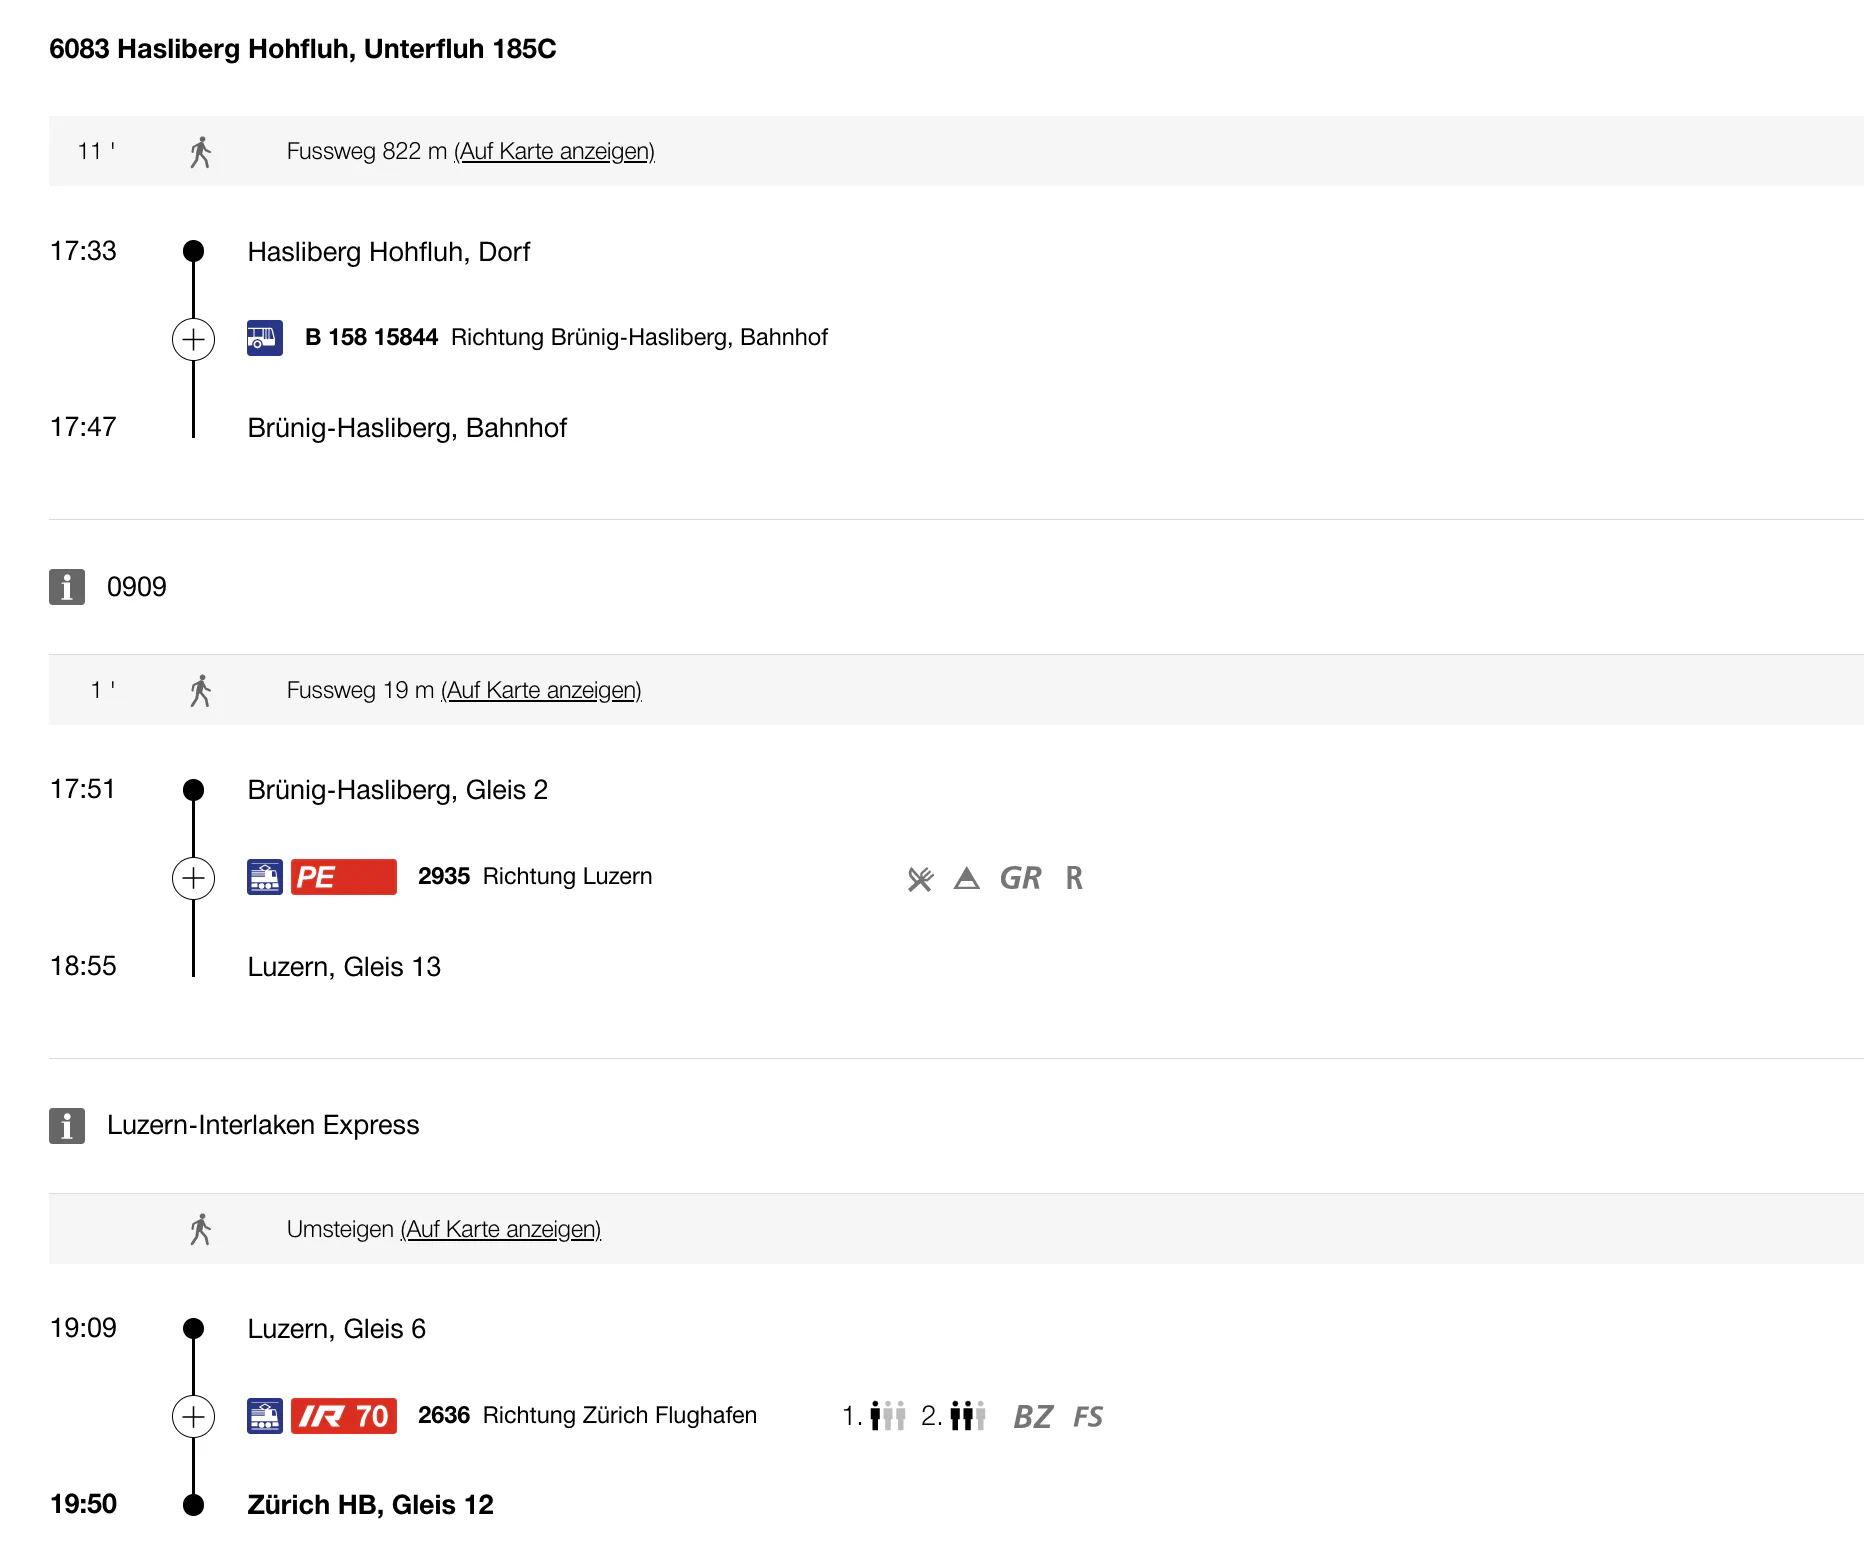 6083 Hasliberg Hohfluh, Unterfluh 185C
11 ' Fussweg 822 m (Auf Karte anzeigen)
17:33 Hasliberg Hohfluh, Dorf
B 158 15844 Richtung Brünig-Hasliberg, Bahnhof
17:47 Brünig-Hasliberg, Bahnhof
i 0909
1 ' Fussweg 19 m (Auf Karte anzeigen)
17:51 Brünig-Hasliberg, Gleis 2
PE 2935 Richtung Luzern GR R
18:55 Luzern, Gleis 13
i Luzern-Interlaken Express
Umsteigen (Auf Karte anzeigen)
19:09 Luzern, Gleis 6
IR 70 2636 Richtung Zürich Flughafen 1. 2. BZ FS
19:50 Zürich HB, Gleis 12